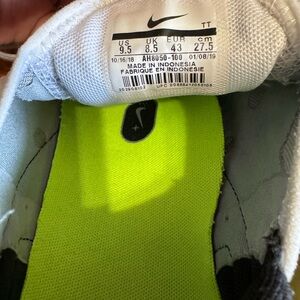 TT
US UK EUR cm
9.5 8.5 43 27.5
10/16/18 AH8050-100 01/08/19
MADE IN INDONESIA
FABRIQUÉ EN INDONÉSIE